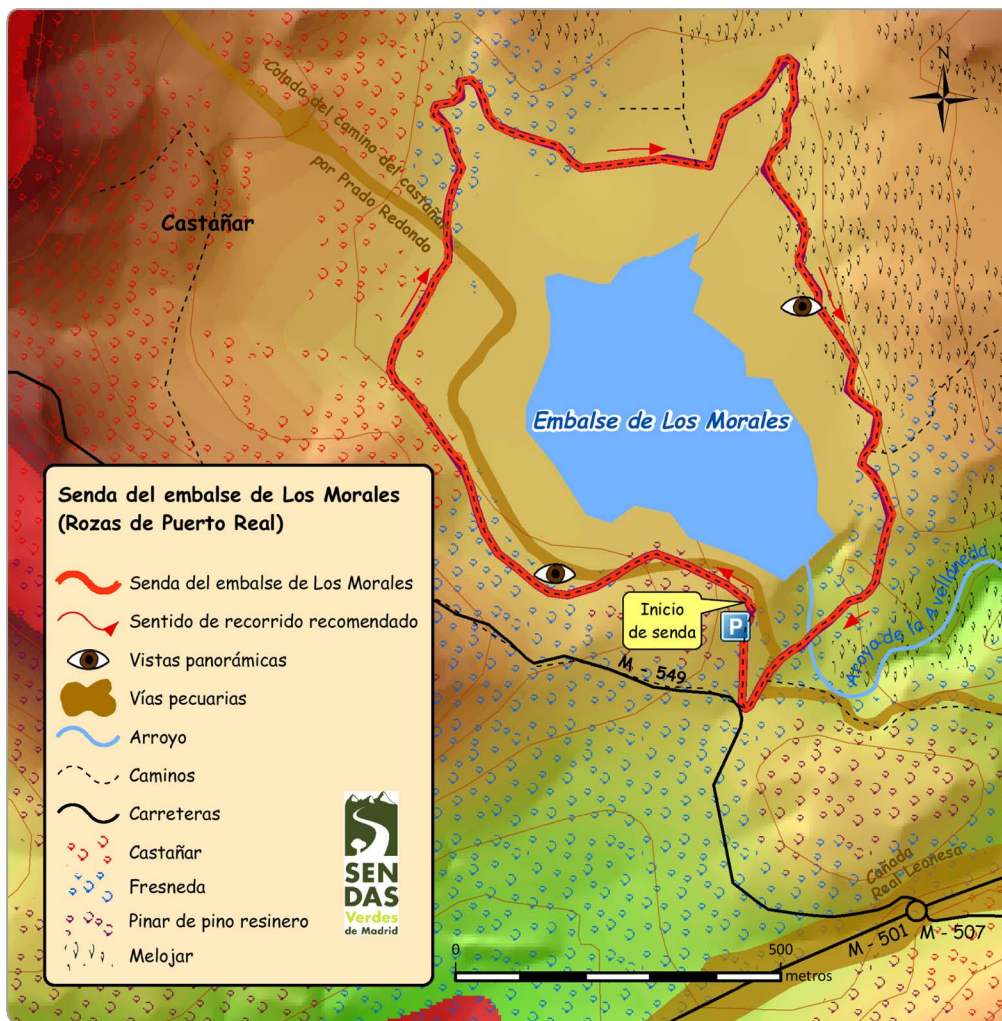 N
Colada del camino del castañar
por Prado Redondo
Castañar
Embalse de Los Morales
Inicio
de senda
P
Arroyo de la Avellaneda
M - 549
Cañada
Real Leonesa
M - 501
M - 507
Senda del embalse de Los Morales
(Rozas de Puerto Real)
Senda del embalse de Los Morales
Sentido de recorrido recomendado
Vistas panorámicas
Vías pecuarias
Arroyo
Caminos
Carreteras
Castañar
Fresneda
Pinar de pino resinero
Melojar
SEN
DAS
Verdes
de Madrid
0
500
metros